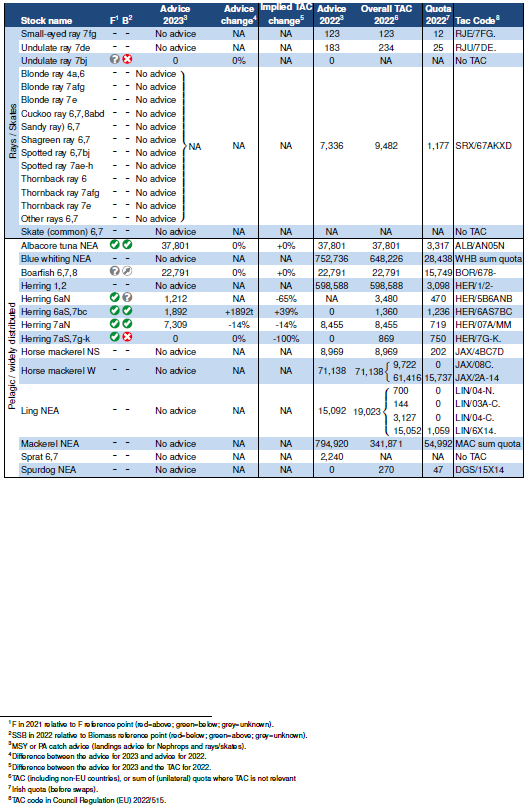 Stock name F1 B2 Advice 20233 Advice change4 Implied TAC change5 Advice 20223 Overall TAC 20226 Quota 20227 Tac Code8
Rays / Skates
Small-eyed ray 7fg - - No advice NA NA 123 123 12 RJE/7FG.
Undulate ray 7de - - No advice NA NA 183 234 25 RJU/7DE.
Undulate ray 7bj ? 0 0% NA 0 NA NA No TAC
Blonde ray 4a,6 - - No advice
Blonde ray 7afg - - No advice
Blonde ray 7e - - No advice
Cuckoo ray 6,7,8abd - - No advice
Sandy ray) 6,7 - - No advice
Shagreen ray 6,7 - - No advice NA NA NA 7,336 9,482 1,177 SRX/67AKXD
Spotted ray 6,7bj - - No advice
Spotted ray 7ae-h - - No advice
Thornback ray 6 - - No advice
Thornback ray 7afg - - No advice
Thornback ray 7e - - No advice
Other rays 6,7 - - No advice
Skate (common) 6,7 - - No advice NA NA NA NA NA No TAC
Pelagic / widely distributed
Albacore tuna NEA 37,801 0% +0% 37,801 37,801 3,317 ALB/AN05N
Blue whiting NEA - - No advice NA NA 752,736 648,226 28,438 WHB sum quota
Boarfish 6,7,8 ? 22,791 0% +0% 22,791 22,791 15,749 BOR/678-
Herring 1,2 - - No advice NA NA 598,588 598,588 3,098 HER/1/2-
Herring 6aN ? 1,212 NA -65% NA 3,480 470 HER/5B6ANB
Herring 6aS,7bc 1,892 +1892t +39% 0 1,360 1,236 HER/6AS7BC
Herring 7aN 7,309 -14% -14% 8,455 8,455 719 HER/07A/MM
Herring 7aS,7g-k 0 0% -100% 0 869 750 HER/7G-K.
Horse mackerel NS - - No advice NA NA 8,969 8,969 202 JAX/4BC7D
Horse mackerel W - - No advice NA NA 71,138 71,138
9,722 0 JAX/08C.
61,416 15,737 JAX/2A-14
Ling NEA - - No advice NA NA 15,092 19,023
700 0 LIN/04-N.
144 0 LIN/03A-C.
3,127 0 LIN/04-C.
15,052 1,059 LIN/6X14.
Mackerel NEA - - No advice NA NA 794,920 341,871 54,992 MAC sum quota
Sprat 6,7 - - No advice NA NA 2,240 NA NA No TAC
Spurdog NEA - - No advice NA NA 0 270 47 DGS/15X14
1F in 2021 relative to F reference point (red=above; green=below; grey=unknown).
2SSB in 2022 relative to Biomass reference point (red=below; green=above; grey=unknown).
3MSY or PA catch advice (landings advice for Nephrops and rays/skates).
4Difference between the advice for 2023 and advice for 2022.
5Difference between the advice for 2023 and the TAC for 2022.
6TAC (including non-EU countries), or sum of (unilateral) quota where TAC is not relevant
7Irish quota (before swaps).
8TAC code in Council Regulation (EU) 2022/515.